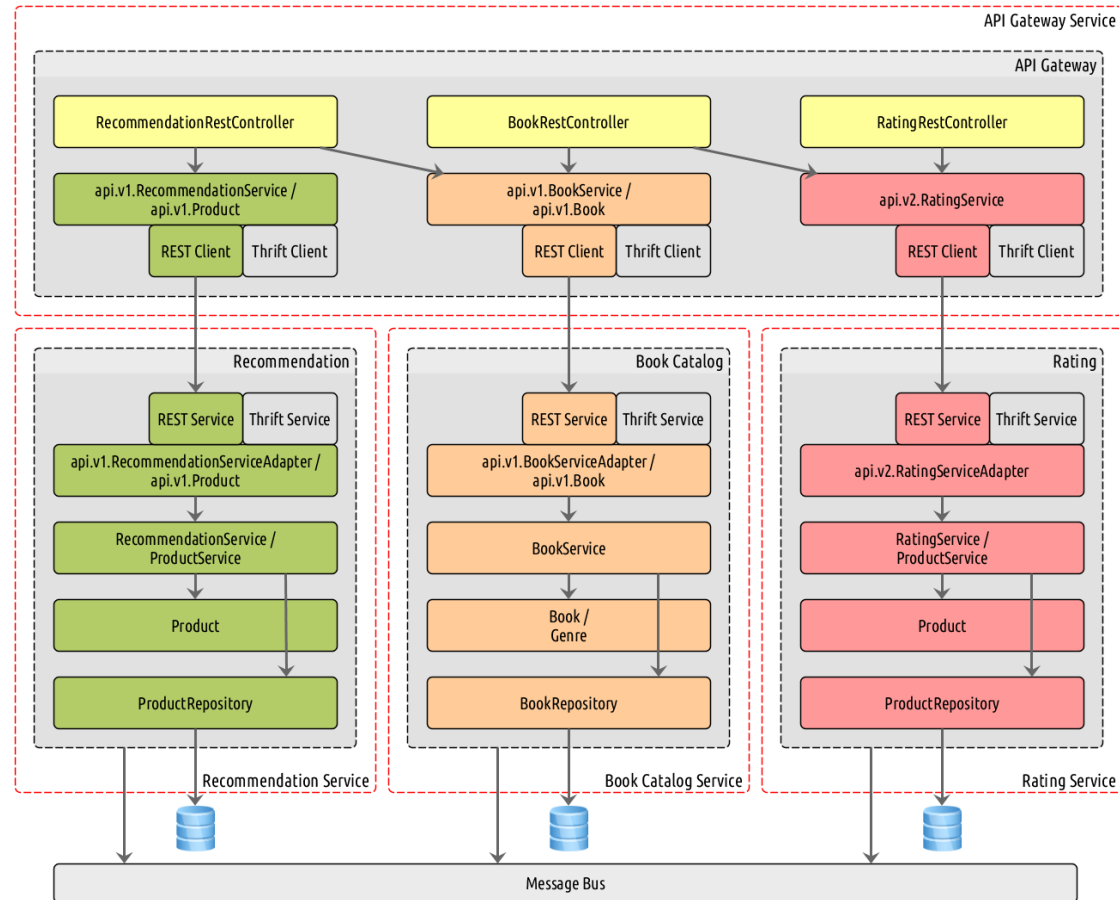 API Gateway Service
API Gateway
RecommendationRestController
BookRestController
RatingRestController
api.v1.RecommendationService /
api.v1.Product
api.v1.BookService /
api.v1.Book
api.v2.RatingService
REST Client
Thrift Client
REST Client
Thrift Client
REST Client
Thrift Client
Recommendation
Book Catalog
Rating
REST Service
Thrift Service
REST Service
Thrift Service
REST Service
Thrift Service
api.v1.RecommendationServiceAdapter /
api.v1.Product
api.v1.BookServiceAdapter /
api.v1.Book
api.v2.RatingServiceAdapter
RecommendationService /
ProductService
BookService
RatingService /
ProductService
Product
Book /
Genre
Product
ProductRepository
BookRepository
ProductRepository
Recommendation Service
Book Catalog Service
Rating Service
Message Bus